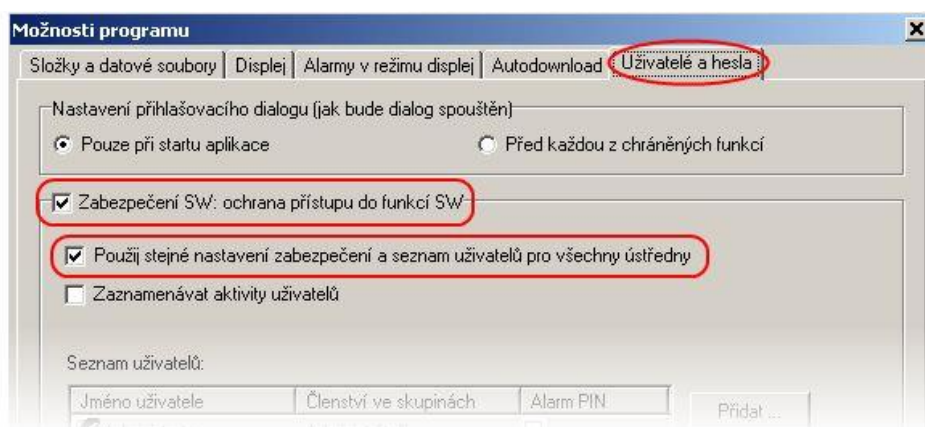 Možnosti programu
Složky a datové soubory Displej Alarmy v režimu displej Autodownload Uživatelé a hesla
Nastavení přihlašovacího dialogu (jak bude dialog spouštěn)
Pouze při startu aplikace Před každou z chráněných funkcí
Zabezpečení SW: ochrana přístupu do funkcí SW
Použij stejné nastavení zabezpečení a seznam uživatelů pro všechny ústředny
Zaznamenávat aktivity uživatelů
Seznam uživatelů:
Jméno uživatele Členství ve skupinách Alarm PIN
Přidat ...